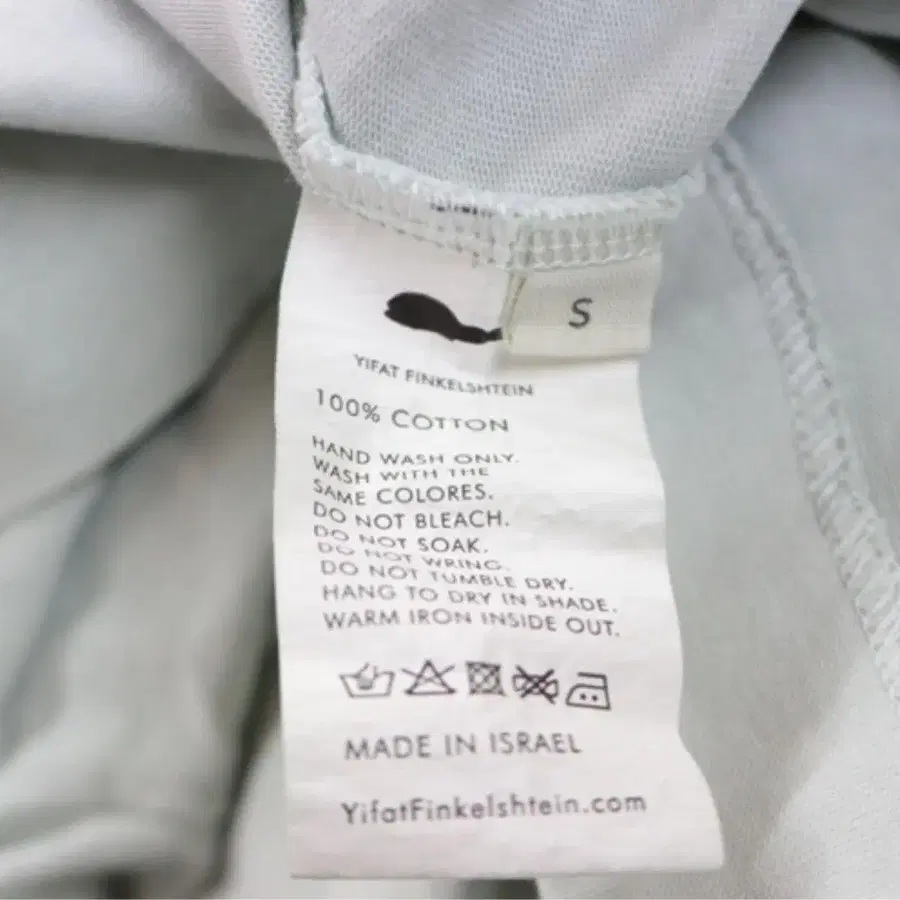 S
YIFAT FINKELSHTEIN
100% COTTON
HAND WASH ONLY.
WASH WITH THE
SAME COLORES.
DO NOT BLEACH.
DO NOT SOAK.
DO NOT WRING.
DO NOT TUMBLE DRY.
HANG TO DRY IN SHADE.
WARM IRON INSIDE OUT.
MADE IN ISRAEL
YifatFinkelshtein.com